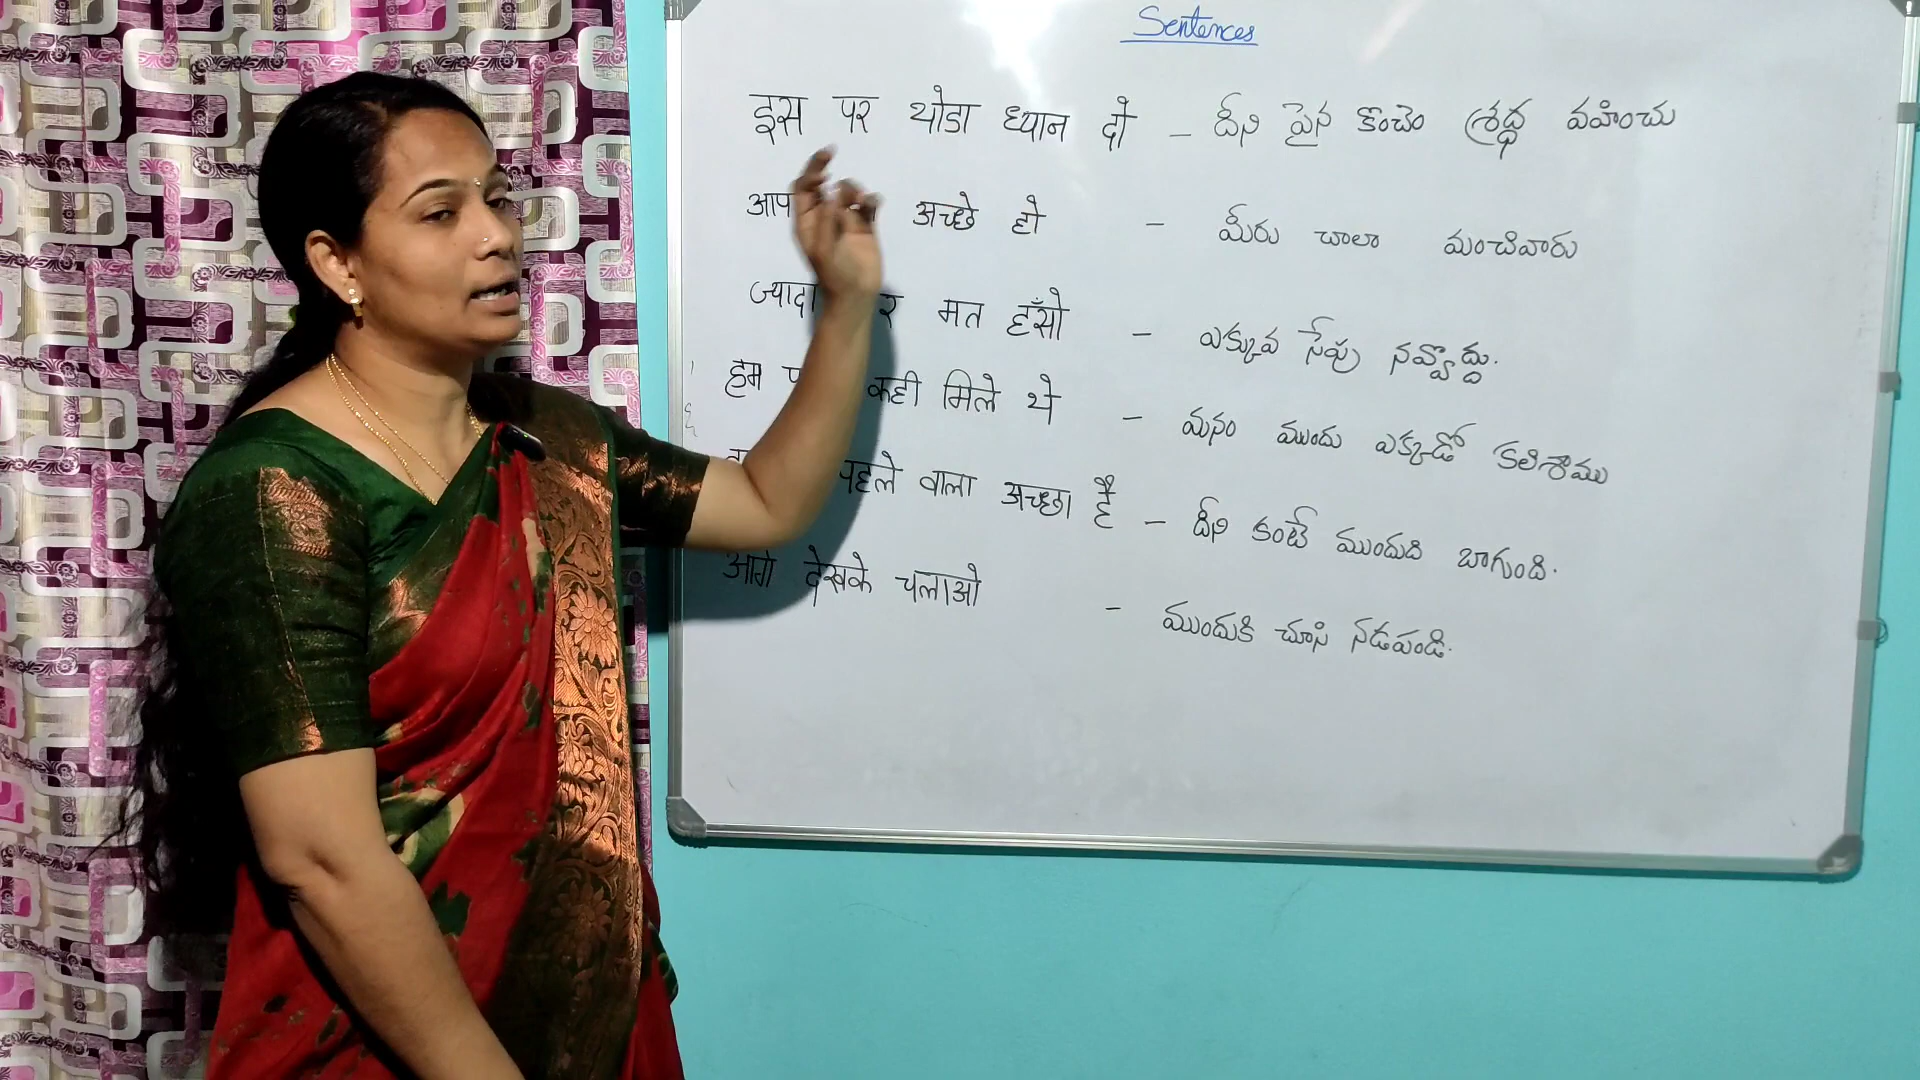 Sentences
इस पर थोडा ध्यान दो – దీని పైన కొంచెం శ్రద్ధ వహించు
आप अच्छे हो – మీరు చాలా మంచివారు
ज्यादा मत हँसो – ఎక్కువ సేపు నవ్వొద్దు.
हम कही मिले थे – మనం ముందు ఎక్కడో కలిశాము
पहले वाला अच्छा है – దీని కంటే ముందుది బాగుంది.
आगे देखके चलाओ – ముందుకి చూసి నడపండి.